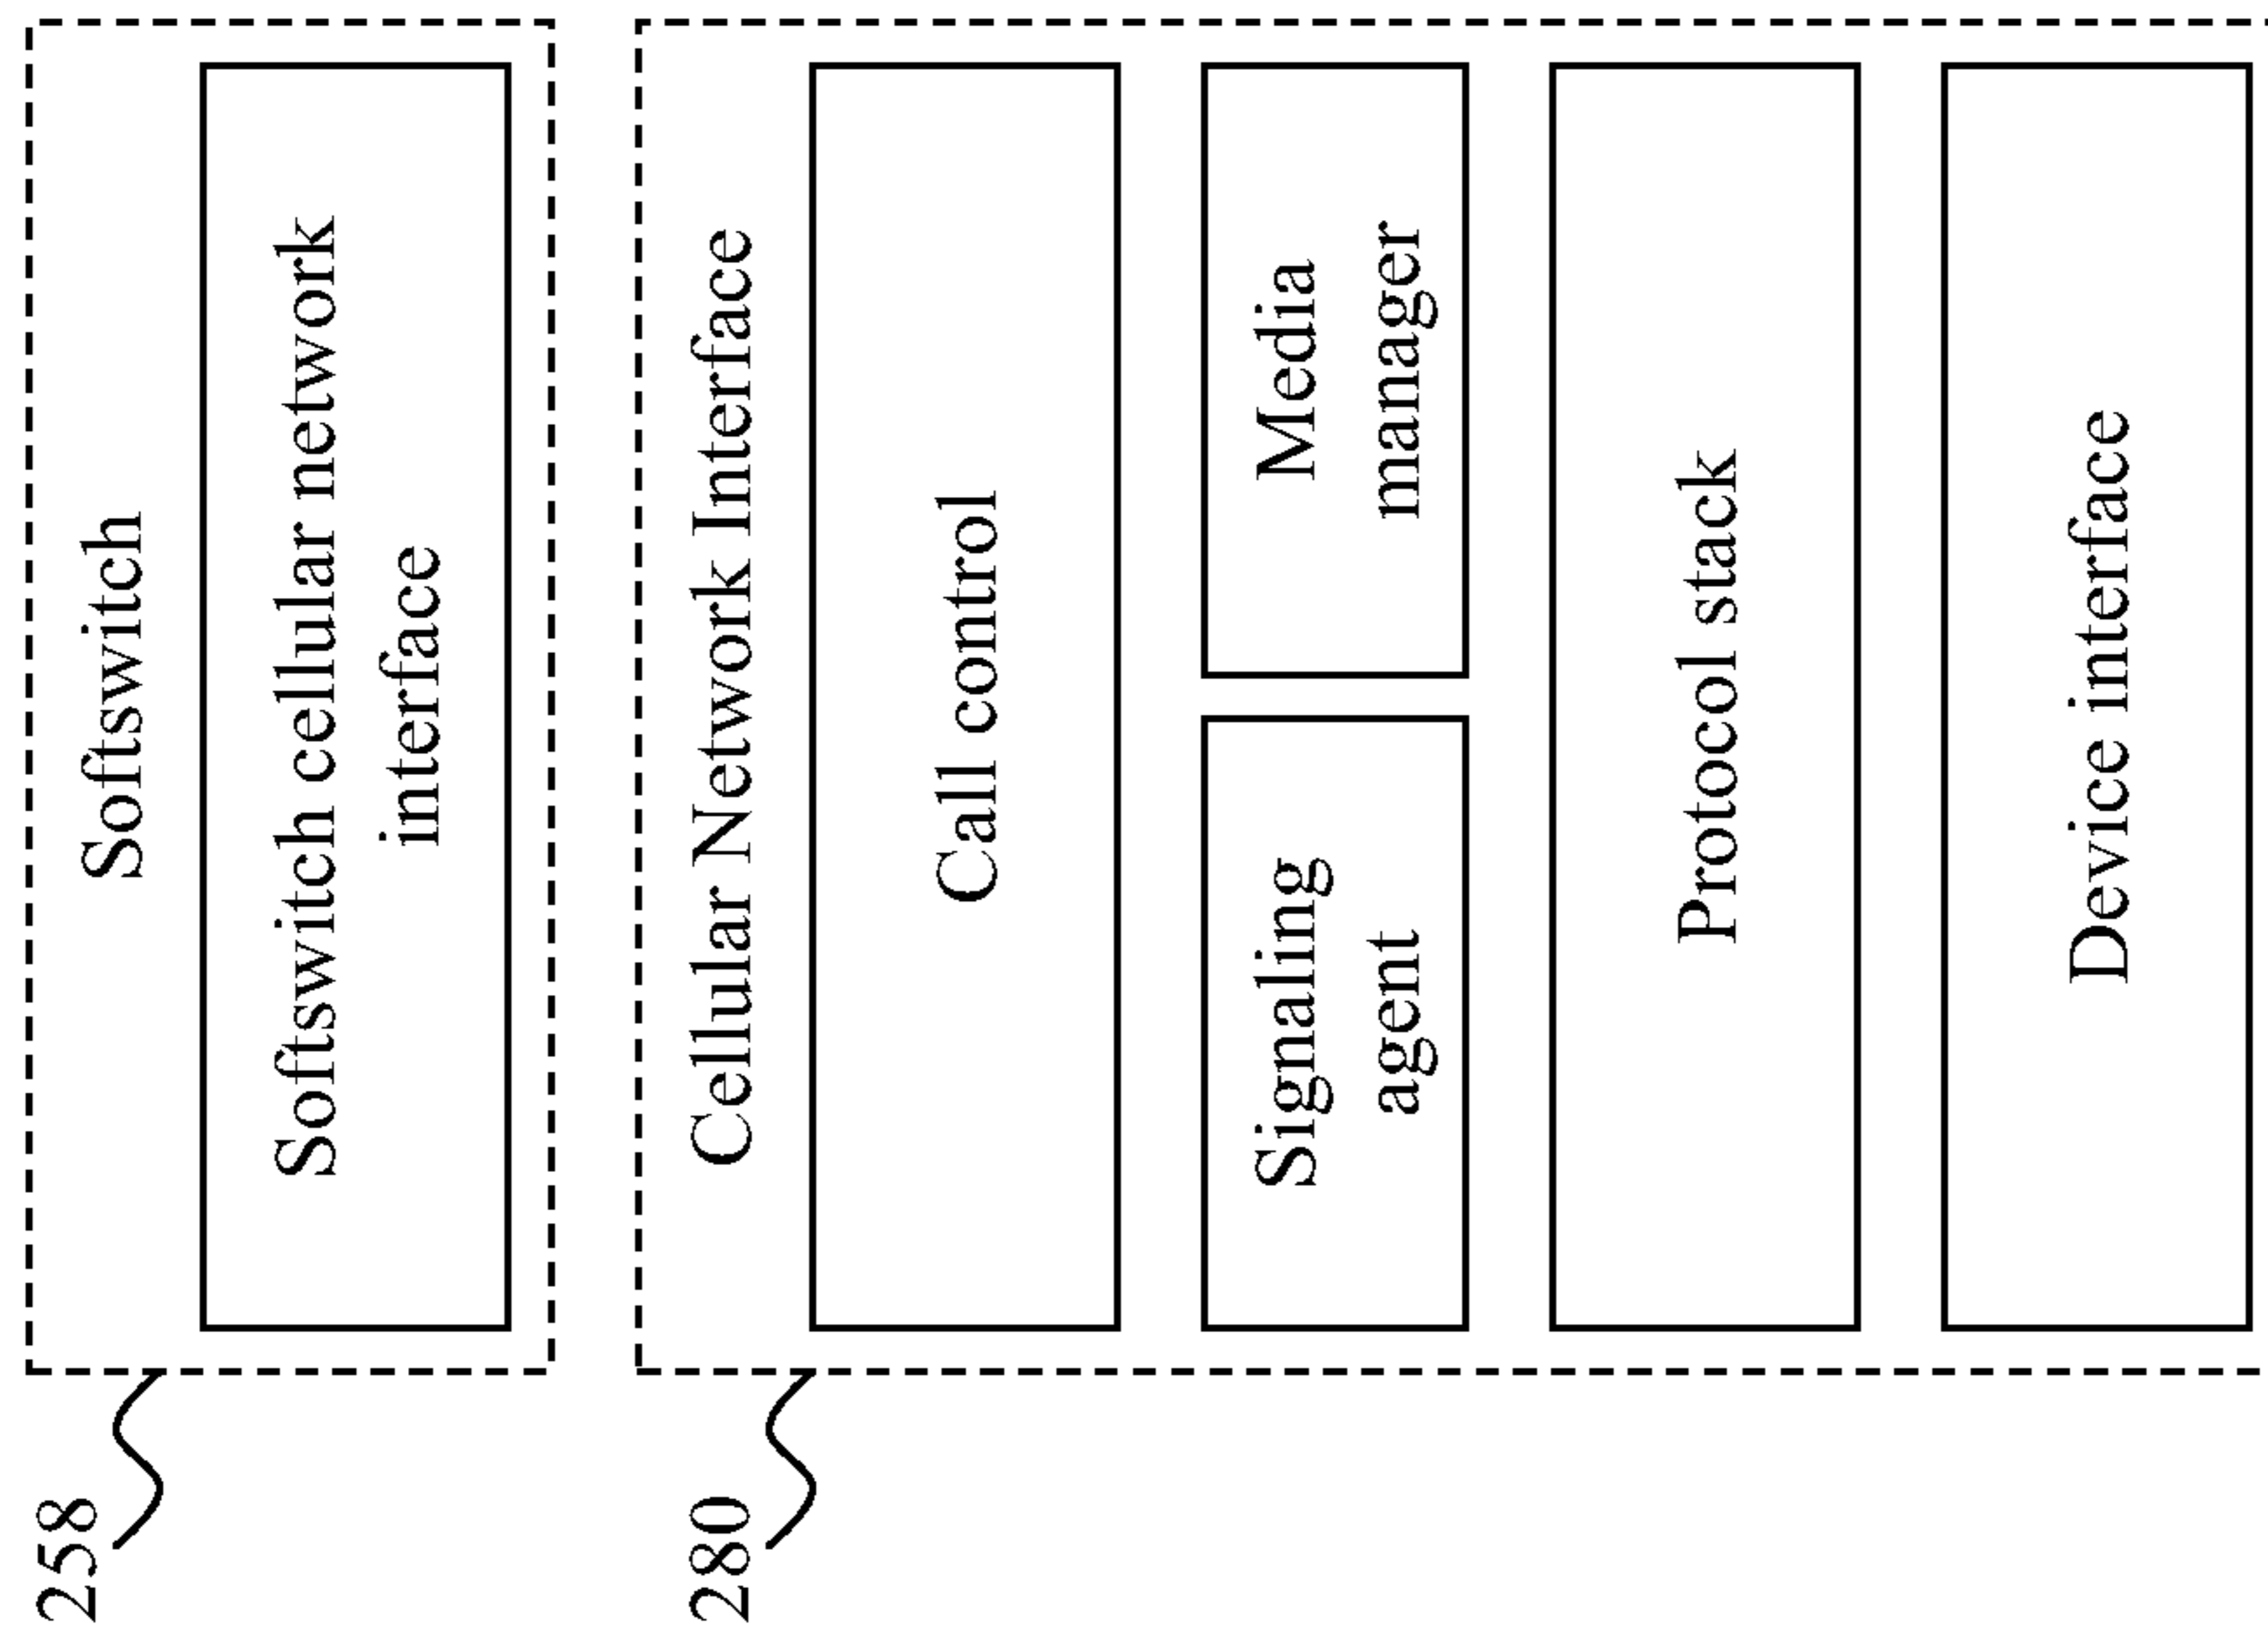 258
Softswitch
Softswitch cellular network
interface
280
Cellular Network Interface
Call control
Signaling
agent
Media
manager
Protocol stack
Device interface